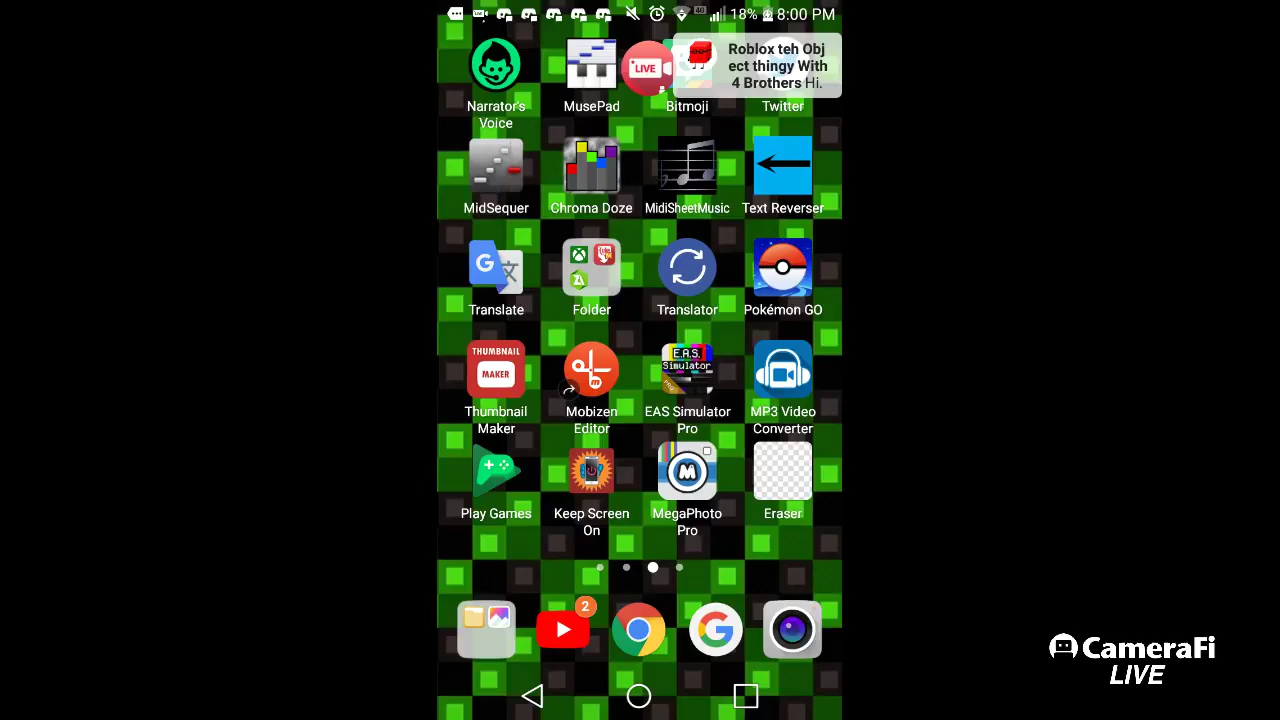 4G 18% 8:00 PM
LIVE
Roblox teh Obj
ect thingy With
4 Brothers Hi.
Narrator's
Voice
MusePad
Bitmoji
Twitter
MidSequer
Chroma Doze
MidiSheetMusic
Text Reverser
G
Translate
Folder
Translator
Pokémon GO
THUMBNAIL
MAKER
Thumbnail
Maker
m
Mobizen
Editor
E.A.S.
Simulator
PRO
EAS Simulator
Pro
MP3 Video
Converter
Play Games
Keep Screen
On
M
MegaPhoto
Pro
Eraser
2
G
CameraFi
LIVE